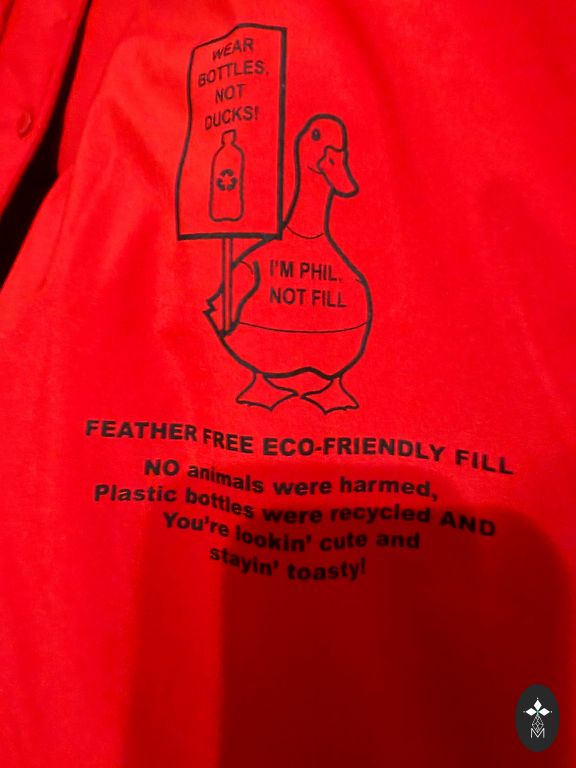 WEAR
BOTTLES,
NOT
DUCKS!
I'M PHIL,
NOT FILL
FEATHER FREE ECO-FRIENDLY FILL
NO animals were harmed,
Plastic bottles were recycled AND
You're lookin' cute and
stayin' toasty!